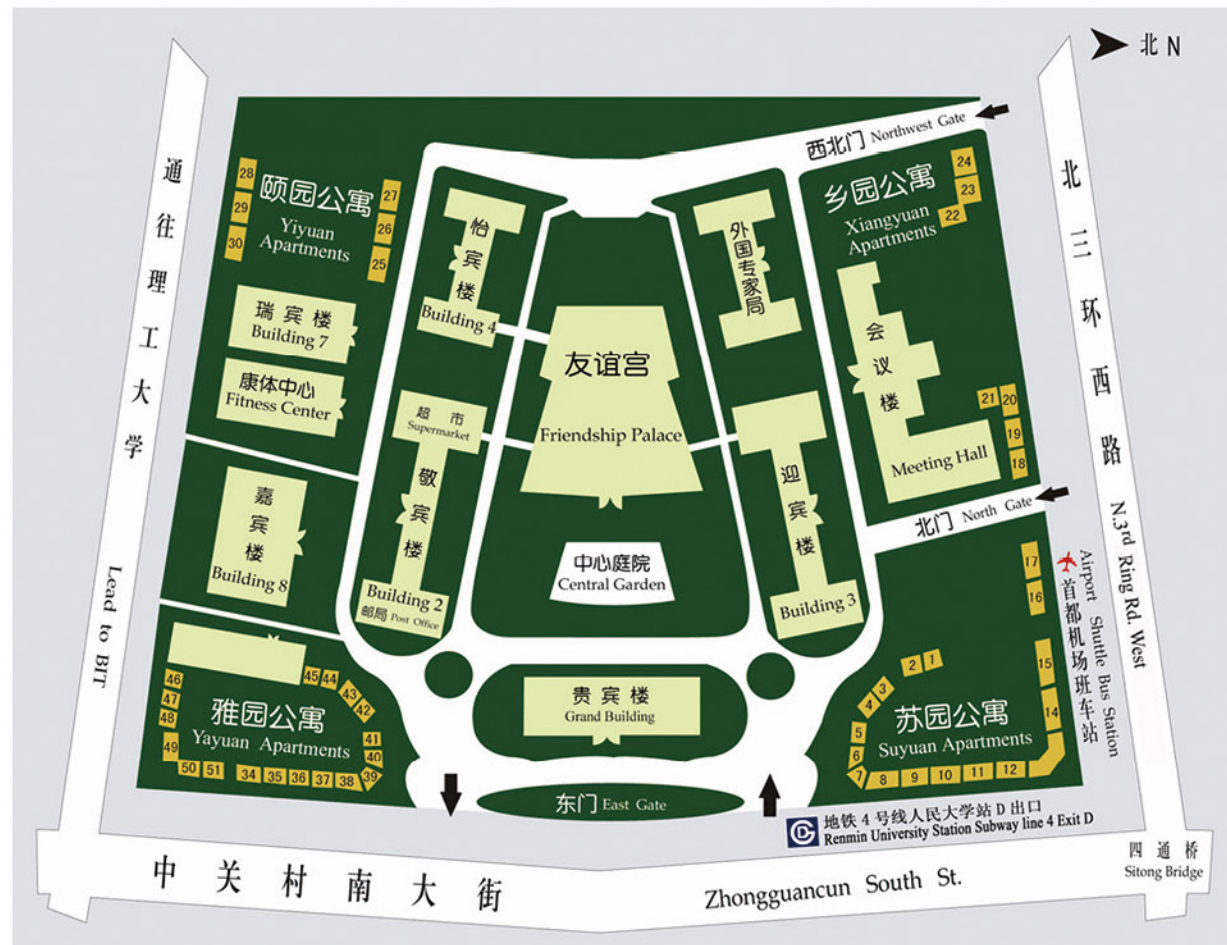 北 N
西北门 Northwest Gate
通往理工大学
Lead to BIT
北三环西路
N.3rd Ring Rd. West
28
29
30
颐园公寓
Yiyuan
Apartments
27
26
25
怡宾楼
Building 4
外国专家局
乡园公寓
Xiangyuan
Apartments
24
23
22
瑞宾楼
Building 7
康体中心
Fitness Center
友谊宫
Friendship Palace
会议楼
Meeting Hall
21
20
19
18
超市
Supermarket
敬宾楼
Building 2
邮局 Post Office
迎宾楼
Building 3
嘉宾楼
Building 8
中心庭院
Central Garden
北门 North Gate
17
16
首都机场班车站
Airport Shuttle Bus Station
贵宾楼
Grand Building
46
47
48
49
50
51
45
44
43
42
41
40
39
34
35
36
37
38
雅园公寓
Yayuan Apartments
苏园公寓
Suyuan Apartments
2
1
3
4
5
6
7
8
9
10
11
12
14
15
东门 East Gate
地铁4号线人民大学站D出口
Renmin University Station Subway line 4 Exit D
中关村南大街
Zhongguancun South St.
四通桥
Sitong Bridge